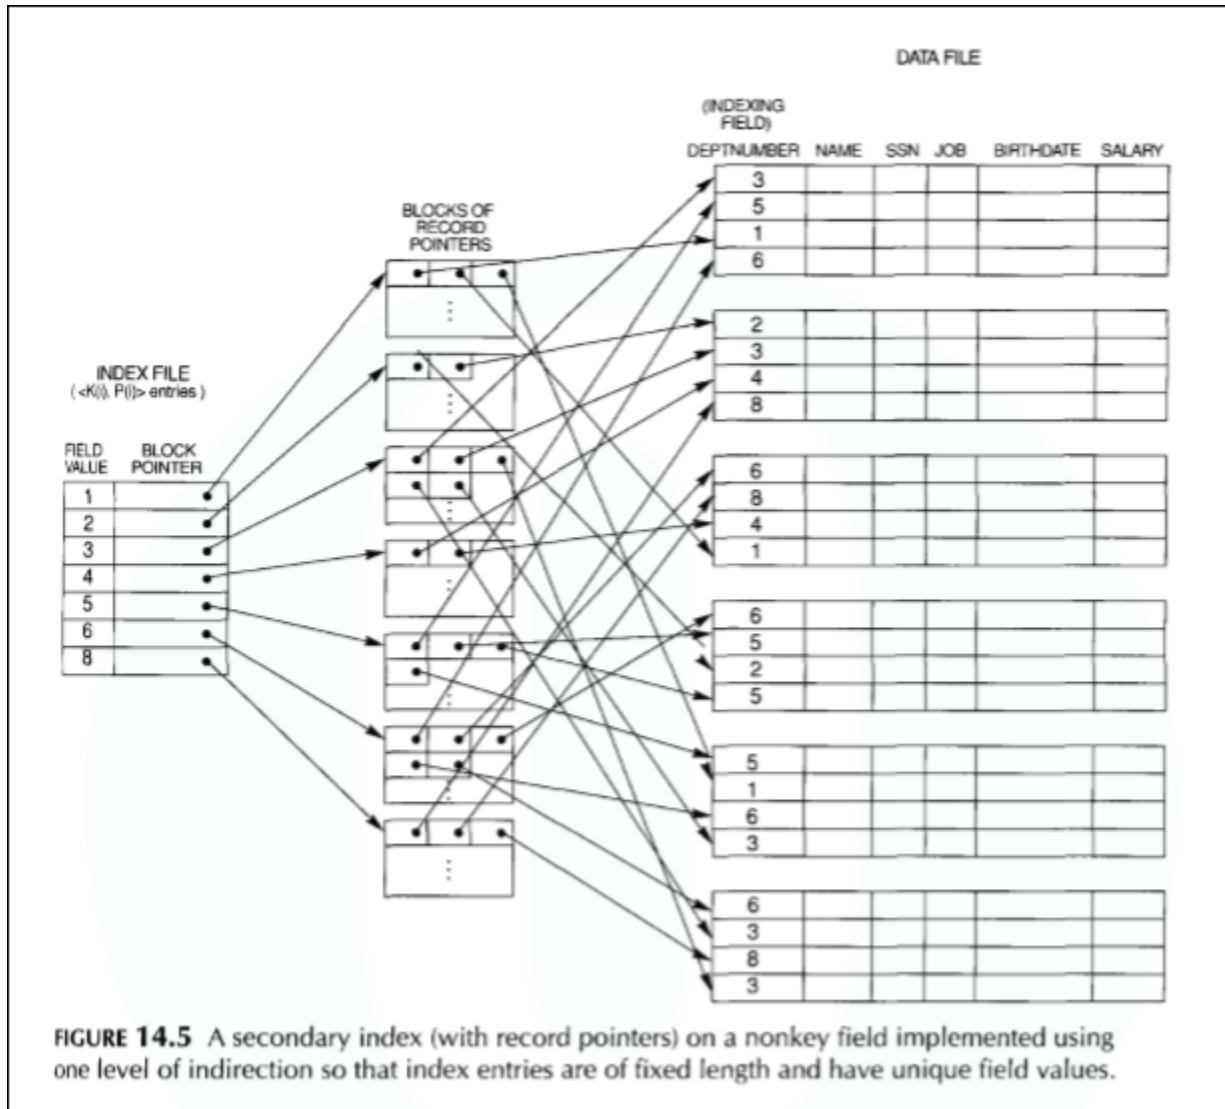 DATA FILE
(INDEXING
FIELD)
DEPTNUMBER NAME SSN JOB BIRTHDATE SALARY
3
5
1
6
2
3
4
8
6
8
4
1
6
5
2
5
5
1
6
3
6
3
8
3
BLOCKS OF
RECORD
POINTERS
INDEX FILE
( <K(i), P(i)> entries )
FIELD VALUE BLOCK POINTER
1
2
3
4
5
6
8
FIGURE 14.5 A secondary index (with record pointers) on a nonkey field implemented using
one level of indirection so that index entries are of fixed length and have unique field values.